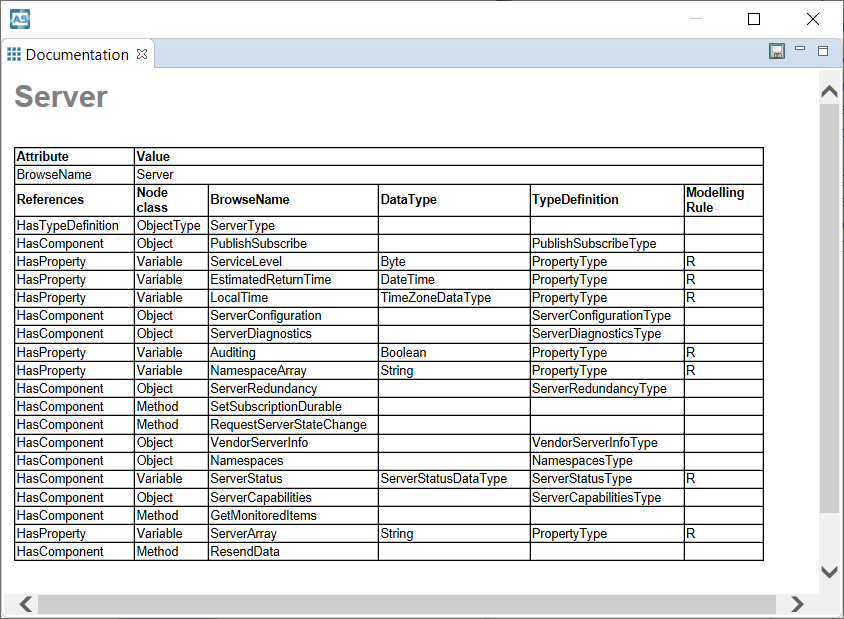 AS
Documentation
Server
Attribute Value
BrowseName Server
References Node class BrowseName DataType TypeDefinition Modelling Rule
HasTypeDefinition ObjectType ServerType
HasComponent Object PublishSubscribe PublishSubscribeType
HasProperty Variable ServiceLevel Byte PropertyType R
HasProperty Variable EstimatedReturnTime DateTime PropertyType R
HasProperty Variable LocalTime TimeZoneDataType PropertyType R
HasComponent Object ServerConfiguration ServerConfigurationType
HasComponent Object ServerDiagnostics ServerDiagnosticsType
HasProperty Variable Auditing Boolean PropertyType R
HasProperty Variable NamespaceArray String PropertyType R
HasComponent Object ServerRedundancy ServerRedundancyType
HasComponent Method SetSubscriptionDurable
HasComponent Method RequestServerStateChange
HasComponent Object VendorServerInfo VendorServerInfoType
HasComponent Object Namespaces NamespacesType
HasComponent Variable ServerStatus ServerStatusDataType ServerStatusType R
HasComponent Object ServerCapabilities ServerCapabilitiesType
HasComponent Method GetMonitoredItems
HasProperty Variable ServerArray String PropertyType R
HasComponent Method ResendData